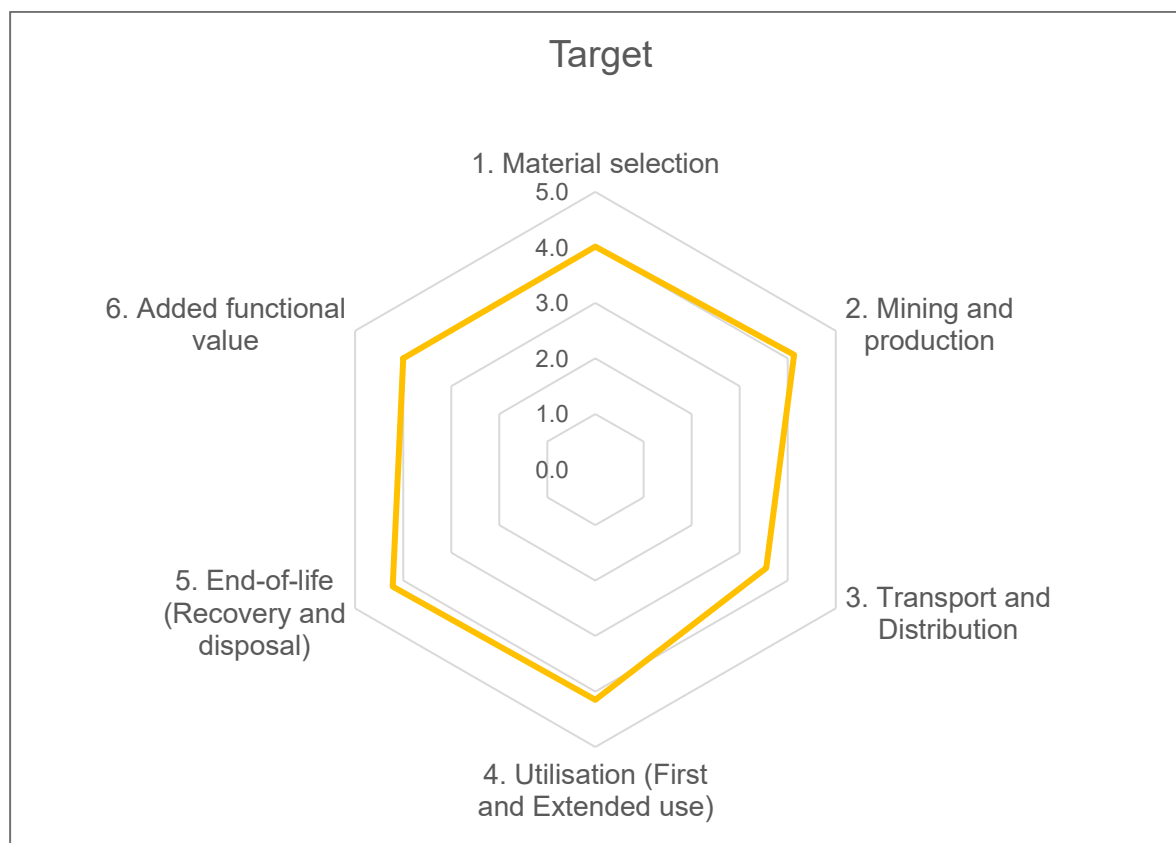 Target
1. Material selection
5.0
4.0
3.0
2.0
1.0
0.0
2. Mining and
production
3. Transport and
Distribution
4. Utilisation (First
and Extended use)
5. End-of-life
(Recovery and
disposal)
6. Added functional
value